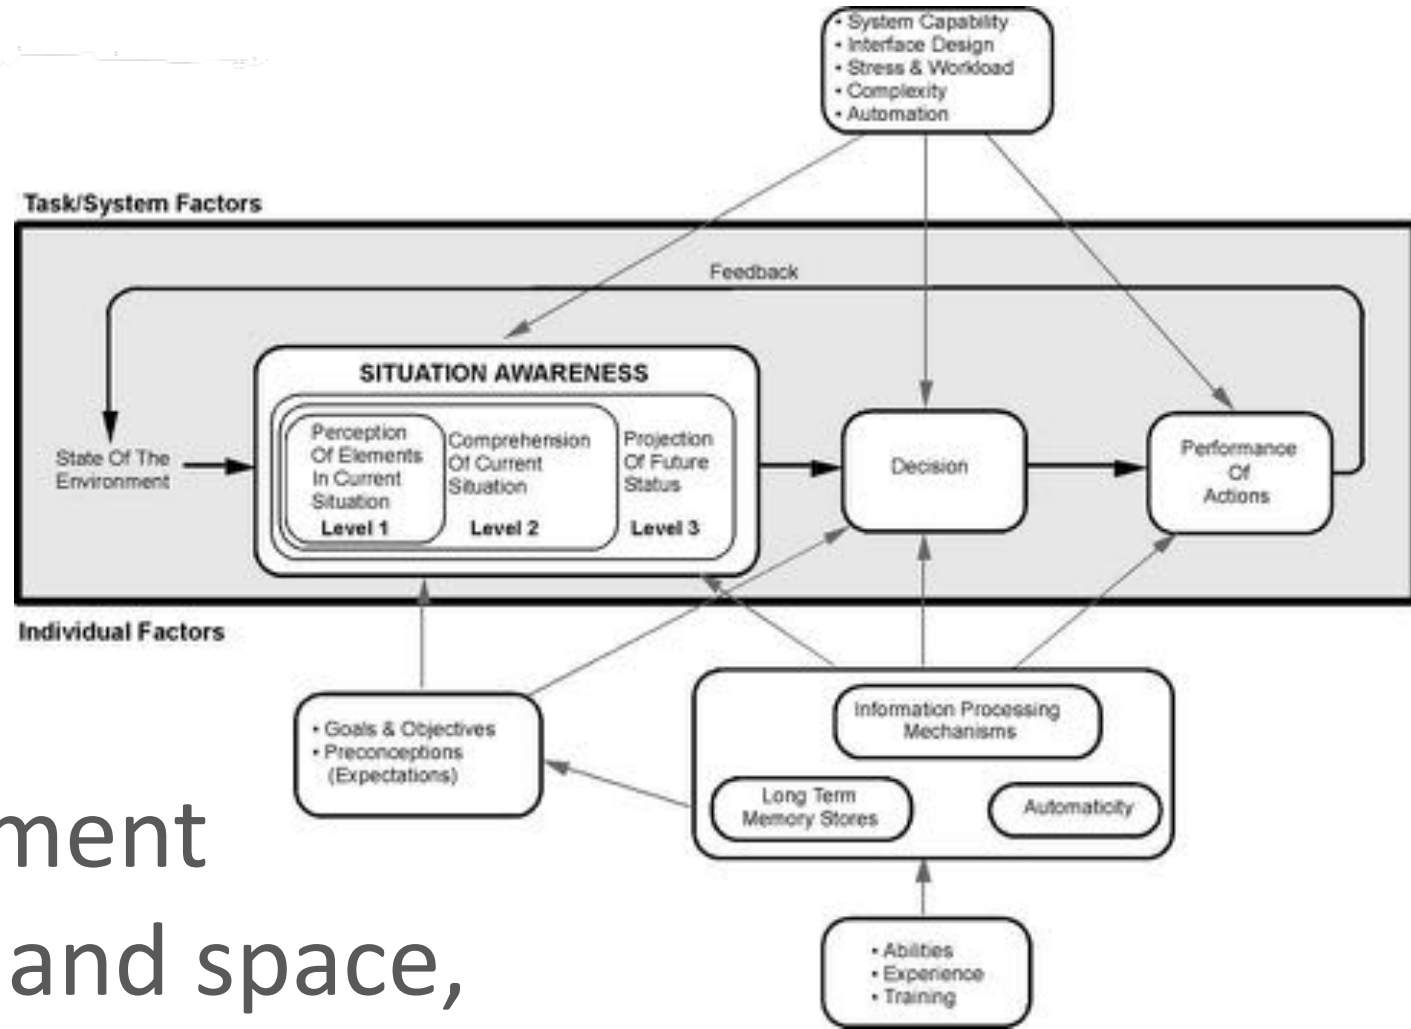 • System Capability
• Interface Design
• Stress & Workload
• Complexity
• Automation
Task/System Factors
Feedback
SITUATION AWARENESS
Perception
Of Elements
In Current
Situation
Level 1
Comprehension
Of Current
Situation
Level 2
Projection
Of Future
Status
Level 3
State Of The
Environment
Decision
Performance
Of
Actions
Individual Factors
• Goals & Objectives
• Preconceptions
(Expectations)
Information Processing
Mechanisms
Long Term
Memory Stores
Automaticity
• Abilities
• Experience
• Training
ment
and space,